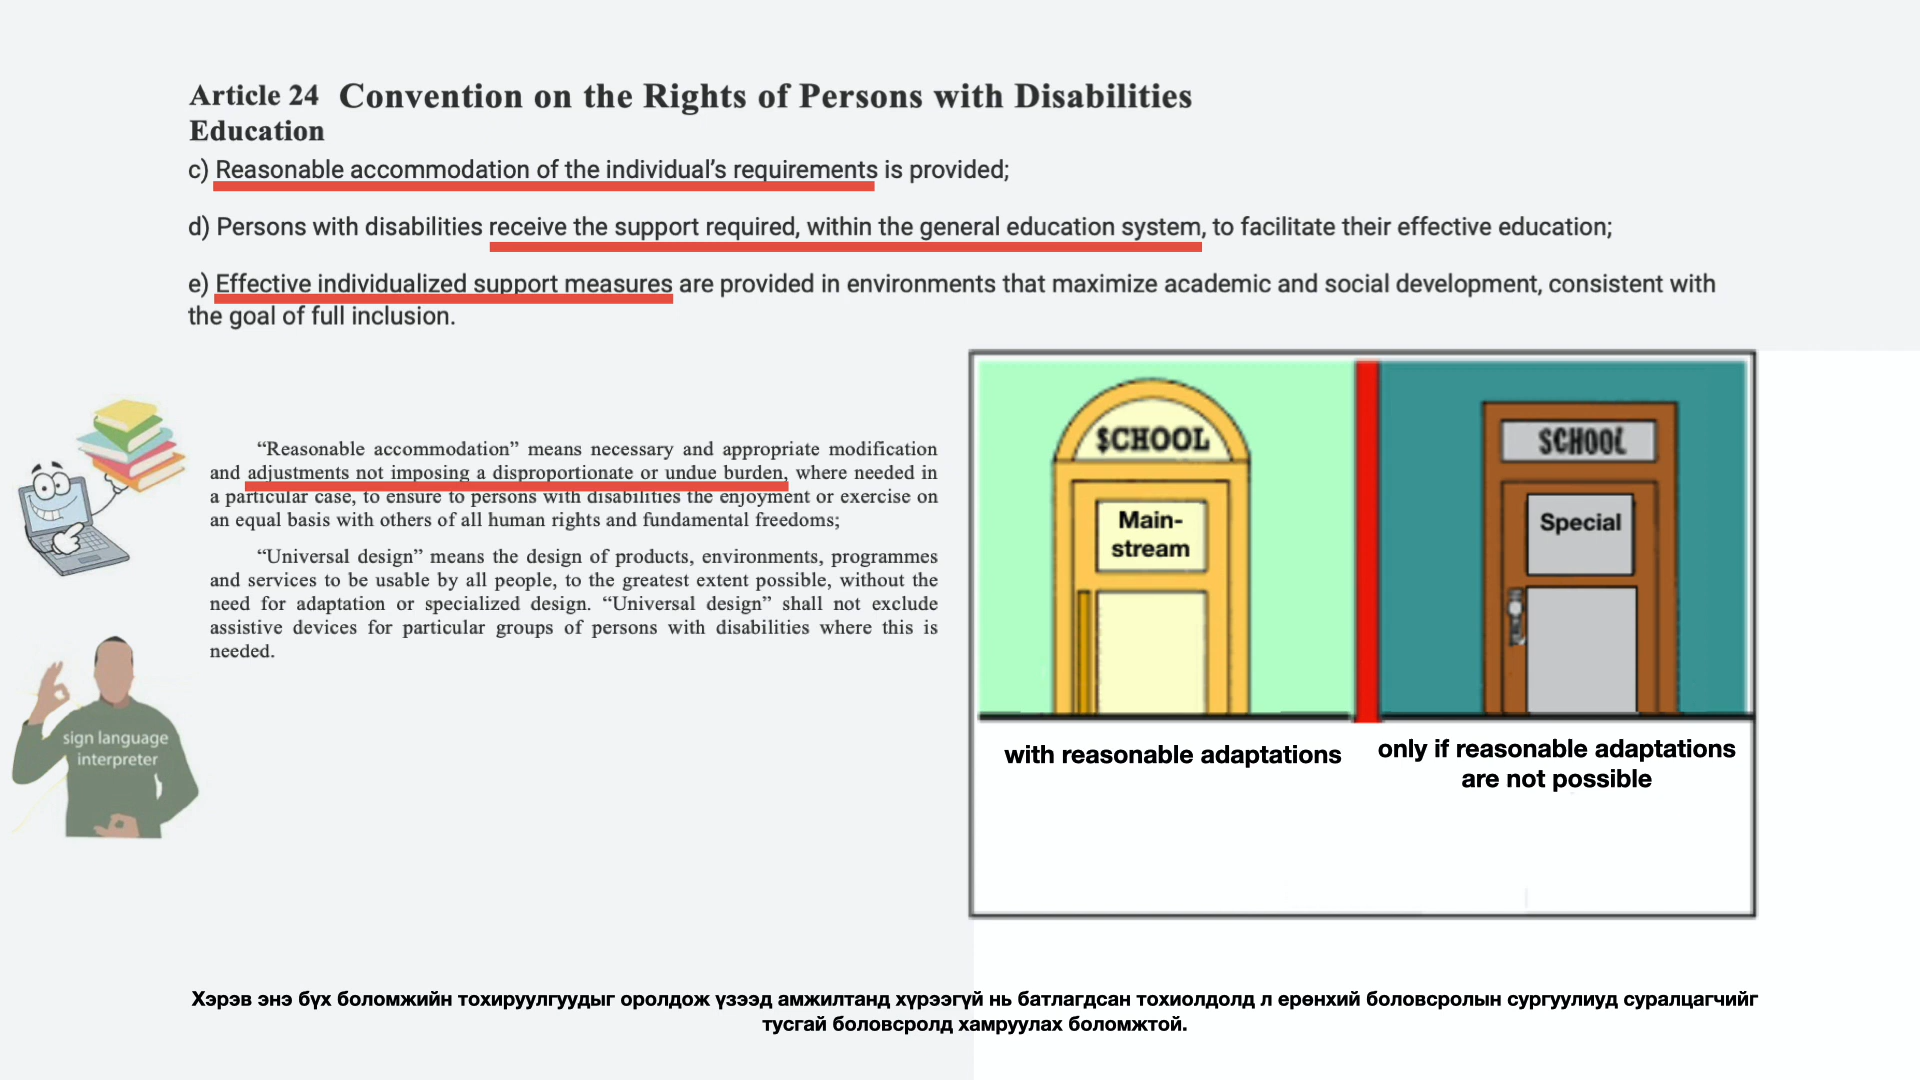 Article 24 Convention on the Rights of Persons with Disabilities
Education
c) Reasonable accommodation of the individual’s requirements is provided;
d) Persons with disabilities receive the support required, within the general education system, to facilitate their effective education;
e) Effective individualized support measures are provided in environments that maximize academic and social development, consistent with
the goal of full inclusion.
“Reasonable accommodation” means necessary and appropriate modification
and adjustments not imposing a disproportionate or undue burden, where needed in
a particular case, to ensure to persons with disabilities the enjoyment or exercise on
an equal basis with others of all human rights and fundamental freedoms;
“Universal design” means the design of products, environments, programmes
and services to be usable by all people, to the greatest extent possible, without the
need for adaptation or specialized design. “Universal design” shall not exclude
assistive devices for particular groups of persons with disabilities where this is
needed.
sign language
interpreter
SCHOOL
Main-
stream
with reasonable adaptations
SCHOOL
Special
only if reasonable adaptations
are not possible
Хэрэв энэ бүх боломжийн тохируулгуудыг оролдож үзээд амжилтанд хүрээгүй нь батлагдсан тохиолдолд л ерөнхий боловсролын сургуулиуд суралцагчийг
тусгай боловсролд хамруулах боломжтой.